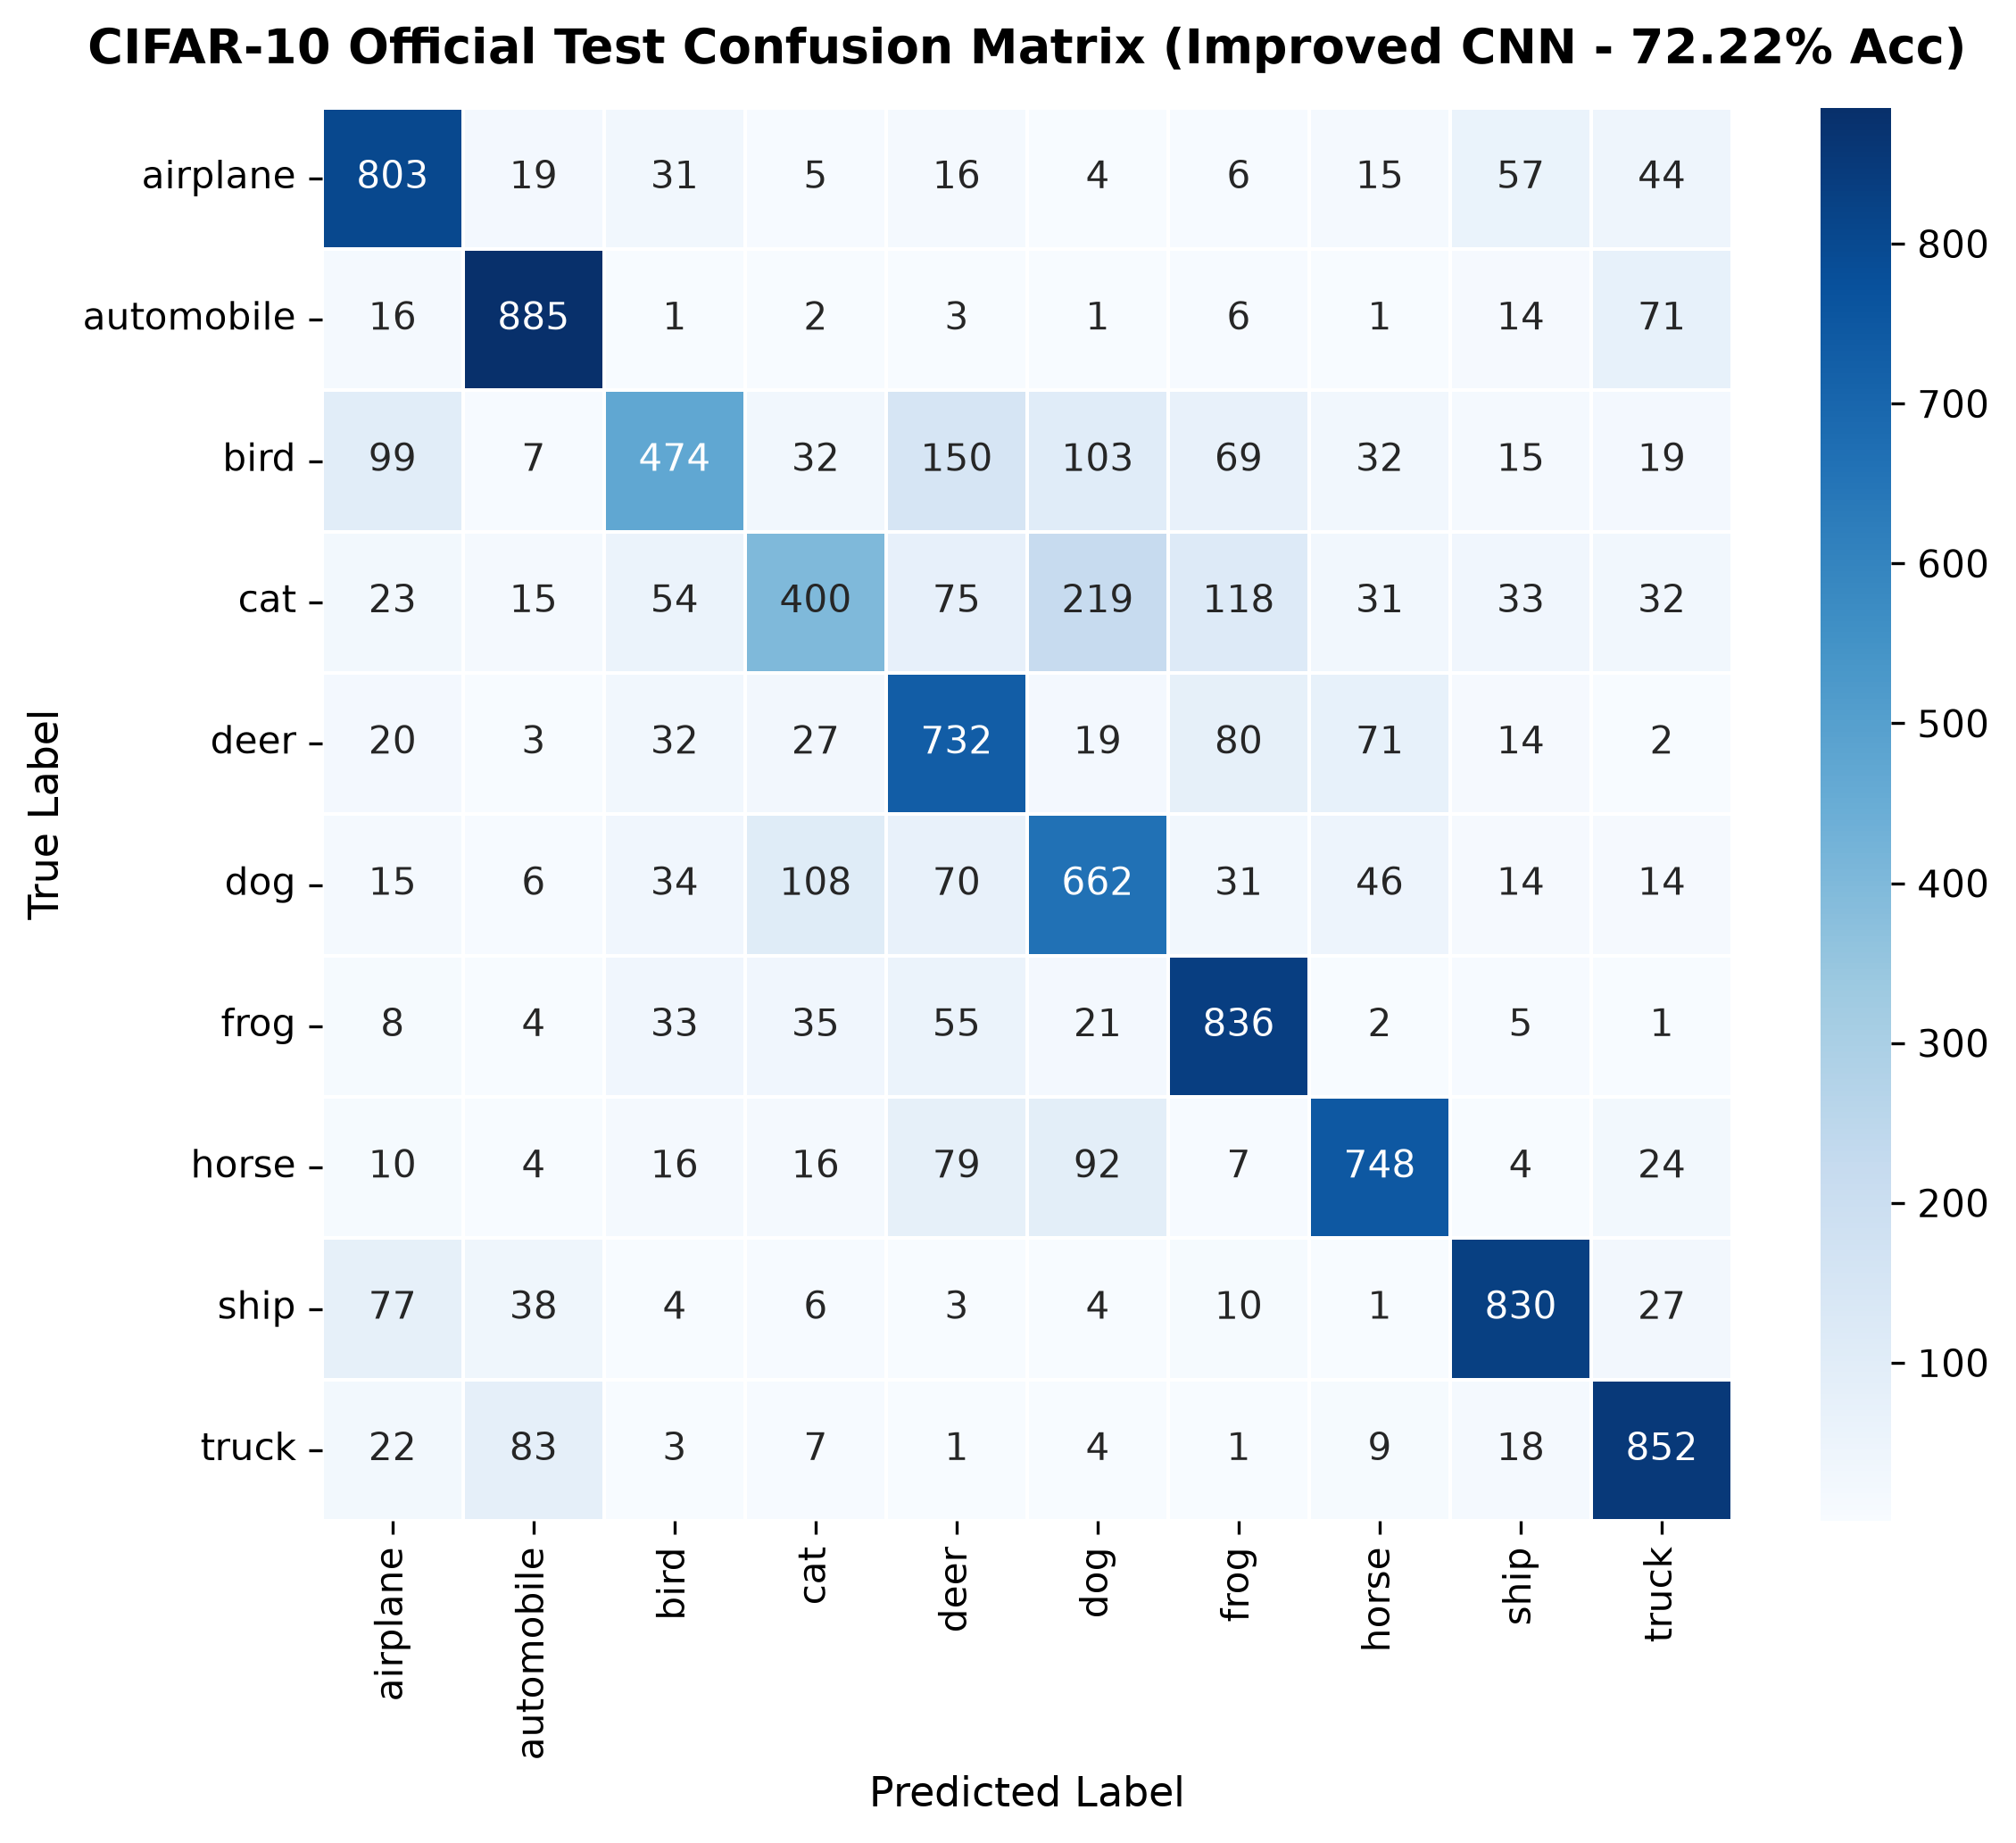 CIFAR-10 Official Test Confusion Matrix (Improved CNN - 72.22% Acc)
airplane 803 19 31 5 16 4 6 15 57 44
automobile 16 885 1 2 3 1 6 1 14 71
bird 99 7 474 32 150 103 69 32 15 19
cat 23 15 54 400 75 219 118 31 33 32
deer 20 3 32 27 732 19 80 71 14 2
dog 15 6 34 108 70 662 31 46 14 14
frog 8 4 33 35 55 21 836 2 5 1
horse 10 4 16 16 79 92 7 748 4 24
ship 77 38 4 6 3 4 10 1 830 27
truck 22 83 3 7 1 4 1 9 18 852
airplane automobile bird cat deer dog frog horse ship truck
Predicted Label
True Label
800
700
600
500
400
300
200
100